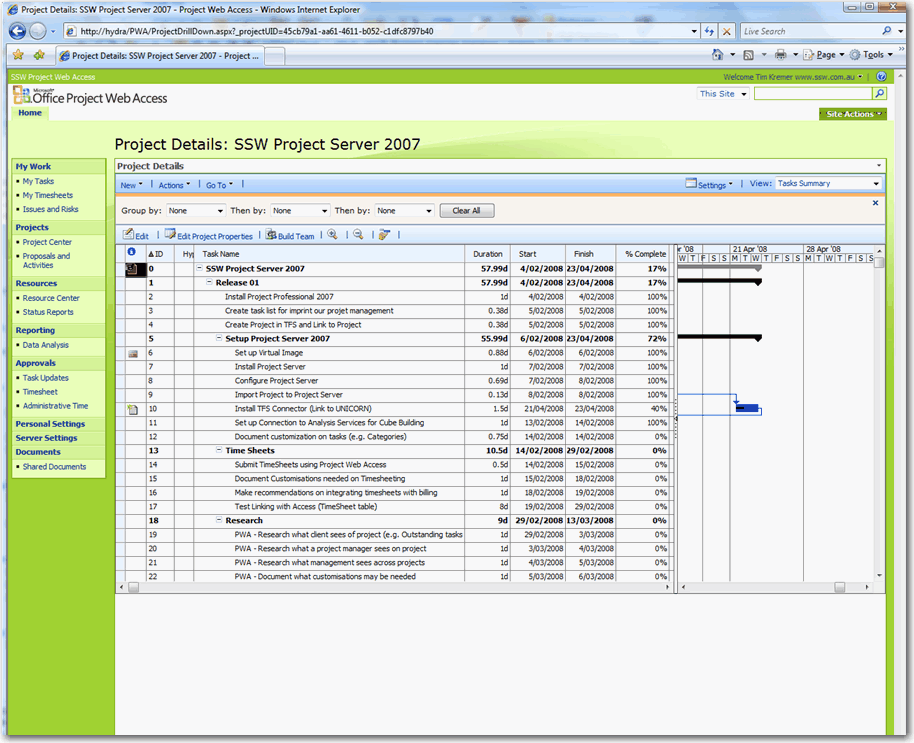 Project Details: SSW Project Server 2007 - Project Web Access - Windows Internet Explorer
http://hydra/PWA/ProjectDrillDown.aspx?_projectUID=45cb79a1-aa61-4611-b052-c1dfc8797b40
Live Search
Project Details: SSW Project Server 2007 - Project ...
Page
Tools
SSW Project Web Access
Welcome Tim Kremer www.ssw.com.au
Microsoft
Office Project Web Access
This Site
Home
Site Actions
Project Details: SSW Project Server 2007
My Work
My Tasks
My Timesheets
Issues and Risks
Projects
Project Center
Proposals and
Activities
Resources
Resource Center
Status Reports
Reporting
Data Analysis
Approvals
Task Updates
Timesheet
Administrative Time
Personal Settings
Server Settings
Documents
Shared Documents
Project Details
New Actions Go To Settings View: Tasks Summary
Group by: None Then by: None Then by: None Clear All
Edit Edit Project Properties Build Team
ID Hy Task Name Duration Start Finish % Complete
0 SSW Project Server 2007 57.99d 4/02/2008 23/04/2008 17%
1 Release 01 57.99d 4/02/2008 23/04/2008 17%
2 Install Project Professional 2007 1d 4/02/2008 4/02/2008 100%
3 Create task list for imprint our projet management 0.38d 5/02/2008 5/02/2008 100%
4 Create Project in TFS and Link to Project 0.38d 5/02/2008 5/02/2008 100%
5 Setup Project Server 2007 55.99d 6/02/2008 23/04/2008 72%
6 Set up Virtual Image 0.88d 6/02/2008 6/02/2008 100%
7 Install Project Server 1d 7/02/2008 7/02/2008 100%
8 Configure Project Server 0.69d 7/02/2008 8/02/2008 100%
9 Import Project to Project Server 0.13d 8/02/2008 8/02/2008 100%
10 Install TFS Connector (Link to UNICORN) 1.5d 21/04/2008 23/04/2008 40%
11 Set up Connection to Analysis Services for Cube Building 1d 13/02/2008 14/02/2008 100%
12 Document customization on tasks (e.g. Categories) 0.75d 14/02/2008 14/02/2008 0%
13 Time Sheets 10.5d 14/02/2008 29/02/2008 0%
14 Submit TimeSheets using Project Web Access 0.5d 14/02/2008 15/02/2008 0%
15 Document Customisations needed on Timesheeting 1d 15/02/2008 18/02/2008 0%
16 Make recommendations on integrating timesheets with billing 1d 18/02/2008 19/02/2008 0%
17 Test Linking with Access (TimeSheet table) 8d 19/02/2008 29/02/2008 0%
18 Research 9d 29/02/2008 13/03/2008 0%
19 PWA - Research what client sees of project (e.g. Outstanding tasks 1d 29/02/2008 3/03/2008 0%
20 PWA - Research what a project manager sees on project 1d 3/03/2008 4/03/2008 0%
21 PWA - Research what management sees across projects 1d 4/03/2008 5/03/2008 0%
22 PWA - Document what customisations may be needed 1d 5/03/2008 6/03/2008 0%
r '08 21 Apr '08 28 Apr '08
W T F S S M T W T F S S M T W T F S S